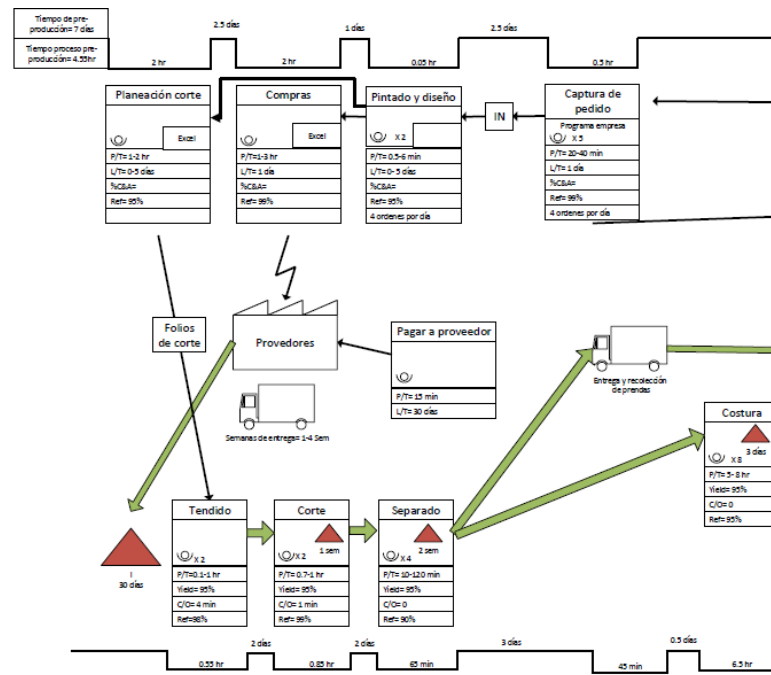 Tiempo de pre-
producción= 7 días
Tiempo proceso pre-
producción= 4.55hr
2.5 días
1 días
2.5 días
2 hr
2 hr
0.05 hr
0.5 hr
Planeación corte
Excel
P/T= 1-2 hr
L/T= 0-5 días
%C&A=
Ref= 95%
Compras
Excel
P/T=1-3 hr
L/T= 1 día
%C&A=
Ref= 99%
Pintado y diseño
X 2
P/T= 0.5-6 min
L/T= 0-5 días
%C&A=
Ref= 95%
4 ordenes por día
IN
Captura de
pedido
Programa empresa
X 5
P/T= 20-40 min
L/T= 1 día
%C&A=
Ref= 99%
4 ordenes por día
Folios
de corte
Provedores
Semanas de entrega= 1-4 Sem
Pagar a proveedor
P/T= 15 min
L/T= 30 días
Entrega y recolección
de prendas
Costura
3 días
X 8
P/T= 5-8 hr
Yield= 95%
C/O= 0
Ref= 95%
I
30 días
Tendido
X 2
P/T=0.1-1 hr
Yield= 95%
C/O= 4 min
Ref=98%
Corte
1 sem
X 2
P/T= 0.7-1 hr
Yield= 95%
C/O= 1 min
Ref= 99%
Separado
2 sem
X 4
P/T= 10-120 min
Yield= 95%
C/O= 0
Ref= 90%
2 días
2 días
3 días
0.5 días
0.55 hr
0.85 hr
65 min
45 min
6.5 hr